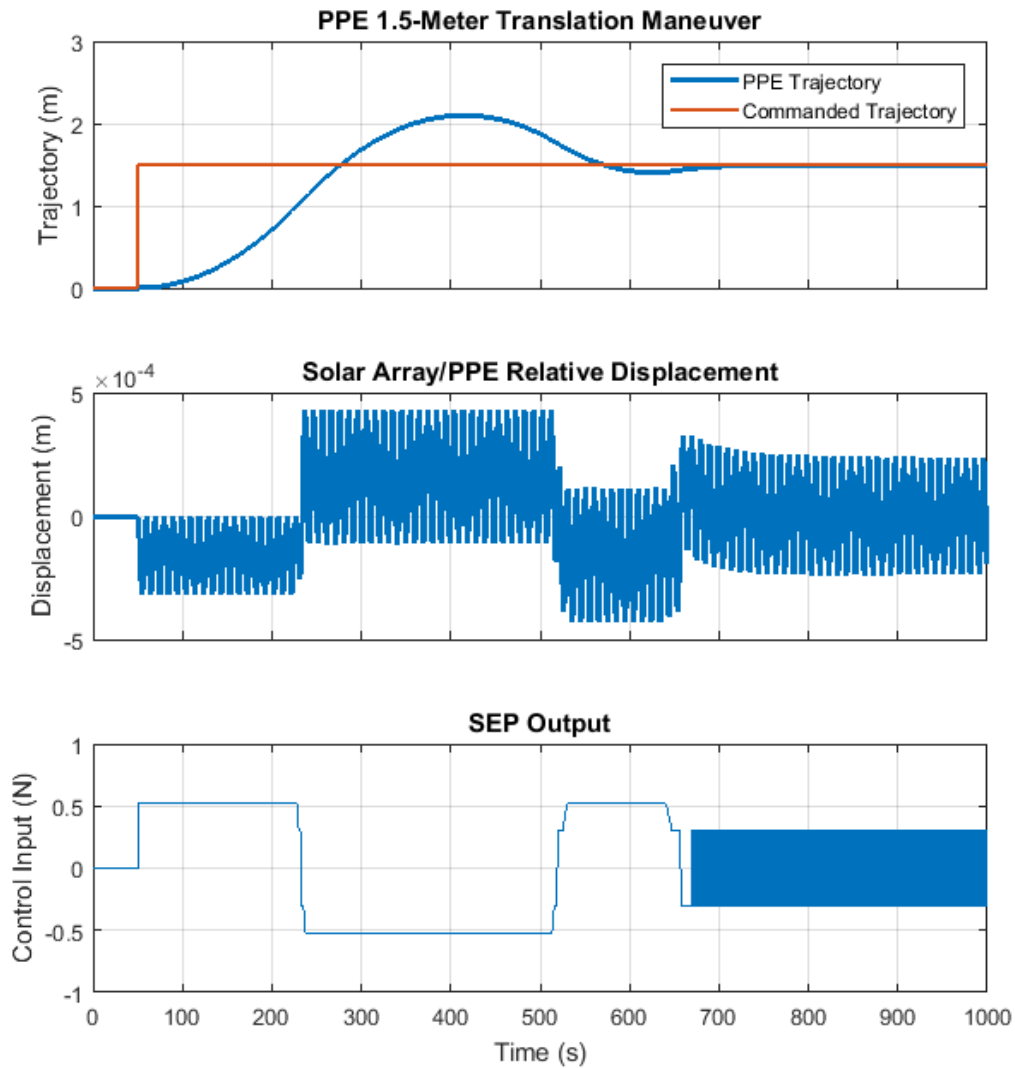 PPE 1.5-Meter Translation Maneuver
3
2
1
0
Trajectory (m)
PPE Trajectory
Commanded Trajectory
Solar Array/PPE Relative Displacement
×10⁻⁴
5
0
-5
Displacement (m)
SEP Output
1
0.5
0
-0.5
-1
Control Input (N)
0 100 200 300 400 500 600 700 800 900 1000
Time (s)